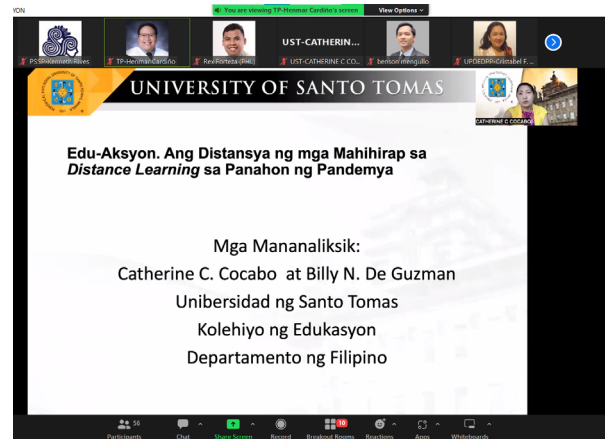 YON
You are viewing TP-Henmar Cardiño's screen
View Options
PSSP-Kenneth Rives
TP-Henmar Cardiño
Rex Forteza (PHL)
UST-CATHERIN...
UST-CATHERINE C CO...
benson mengullo
UPDEDPP-Cristabel F. ...
UNIVERSITY OF SANTO TOMAS
CATHERINE C COCABO
Edu-Aksyon. Ang Distansya ng mga Mahihirap sa
Distance Learning sa Panahon ng Pandemya
Mga Mananaliksik:
Catherine C. Cocabo at Billy N. De Guzman
Unibersidad ng Santo Tomas
Kolehiyo ng Edukasyon
Departamento ng Filipino
56
10
Participants
Chat
Share Screen
Record
Breakout Rooms
Reactions
Apps
Whiteboards